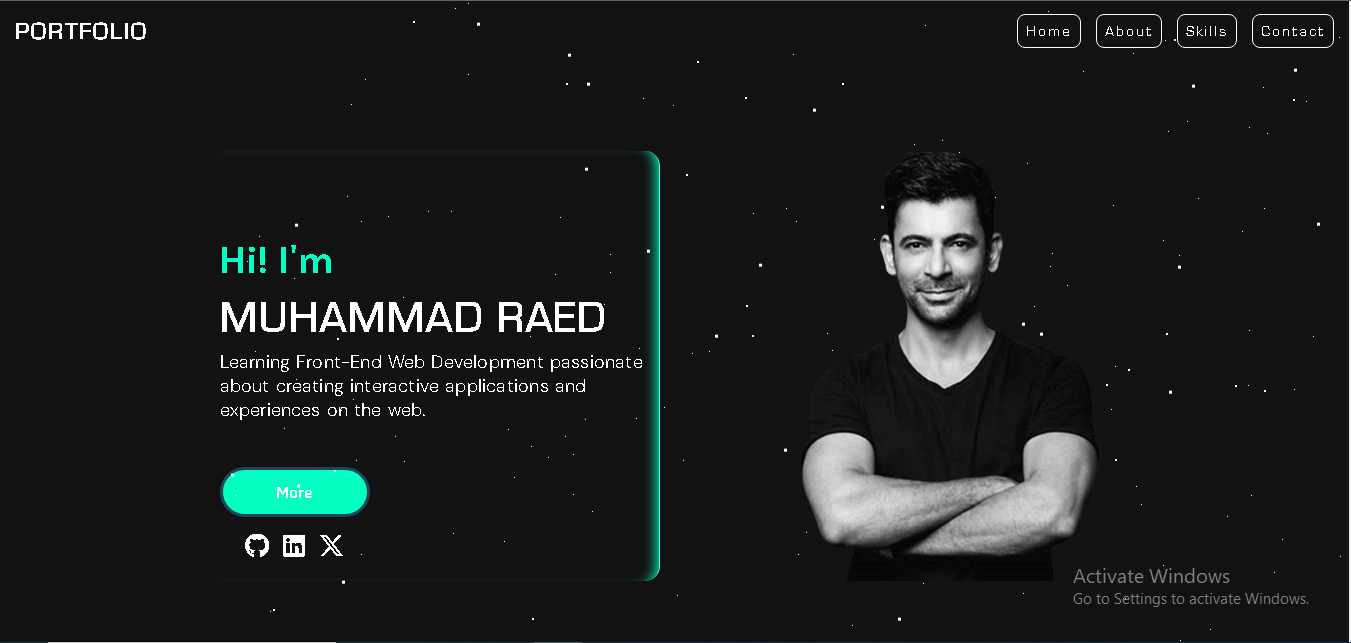 PORTFOLIO
Home About Skills Contact
Hi! I'm
MUHAMMAD RAED
Learning Front-End Web Development passionate
about creating interactive applications and
experiences on the web.
More
Activate Windows
Go to Settings to activate Windows.